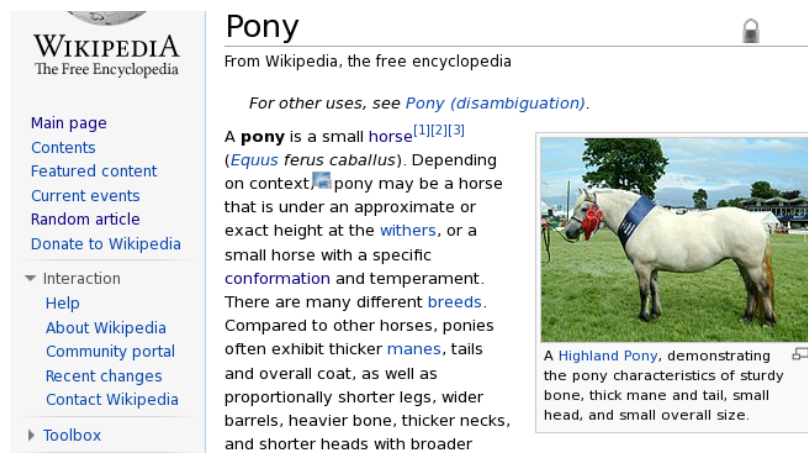 WIKIPEDIA
The Free Encyclopedia
Main page
Contents
Featured content
Current events
Random article
Donate to Wikipedia
Interaction
Help
About Wikipedia
Community portal
Recent changes
Contact Wikipedia
Toolbox
Pony
From Wikipedia, the free encyclopedia
For other uses, see Pony (disambiguation).
A pony is a small horse[1][2][3]
(Equus ferus caballus). Depending
on context, pony may be a horse
that is under an approximate or
exact height at the withers, or a
small horse with a specific
conformation and temperament.
There are many different breeds.
Compared to other horses, ponies
often exhibit thicker manes, tails
and overall coat, as well as
proportionally shorter legs, wider
barrels, heavier bone, thicker necks,
and shorter heads with broader
A Highland Pony, demonstrating
the pony characteristics of sturdy
bone, thick mane and tail, small
head, and small overall size.